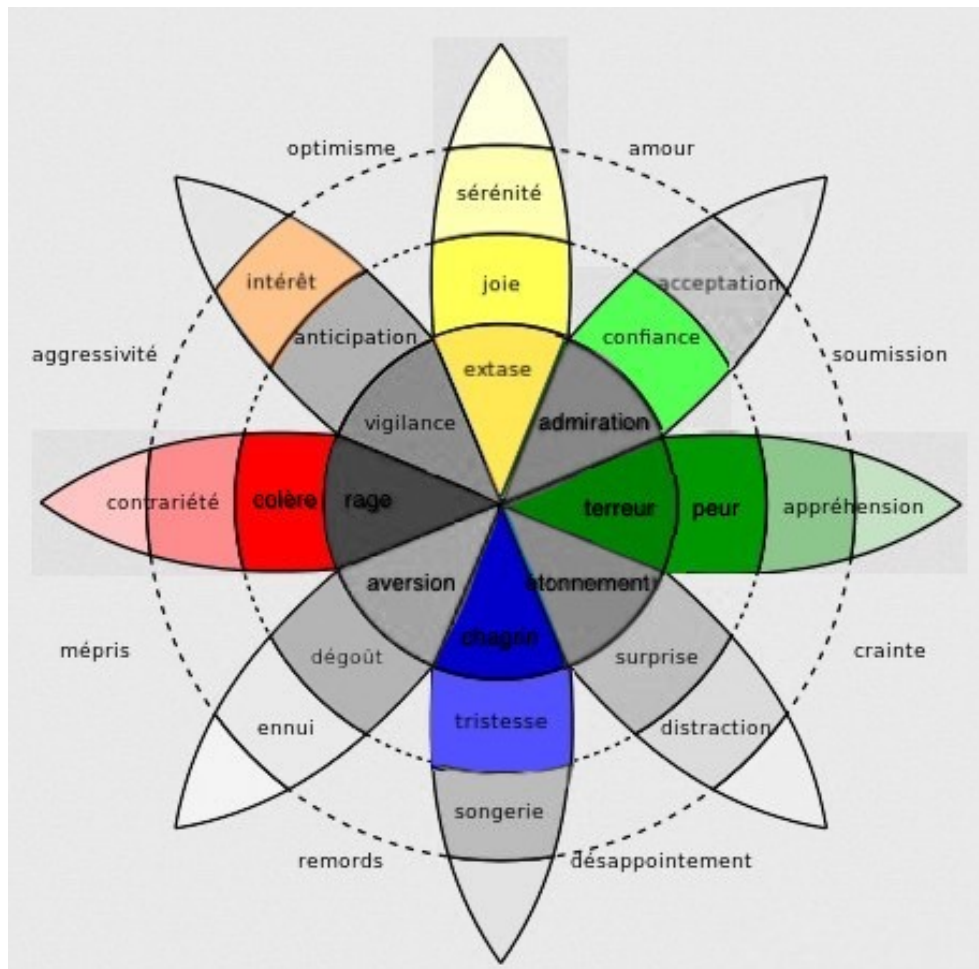 optimisme
amour
sérénité
intérêt
joie
acceptation
anticipation
confiance
aggressivité
soumission
extase
vigilance
admiration
contrariété
colère
rage
terreur
peur
appréhension
aversion
étonnement
chagrin
mépris
dégoût
surprise
crainte
ennui
tristesse
distraction
songerie
remords
désappointement